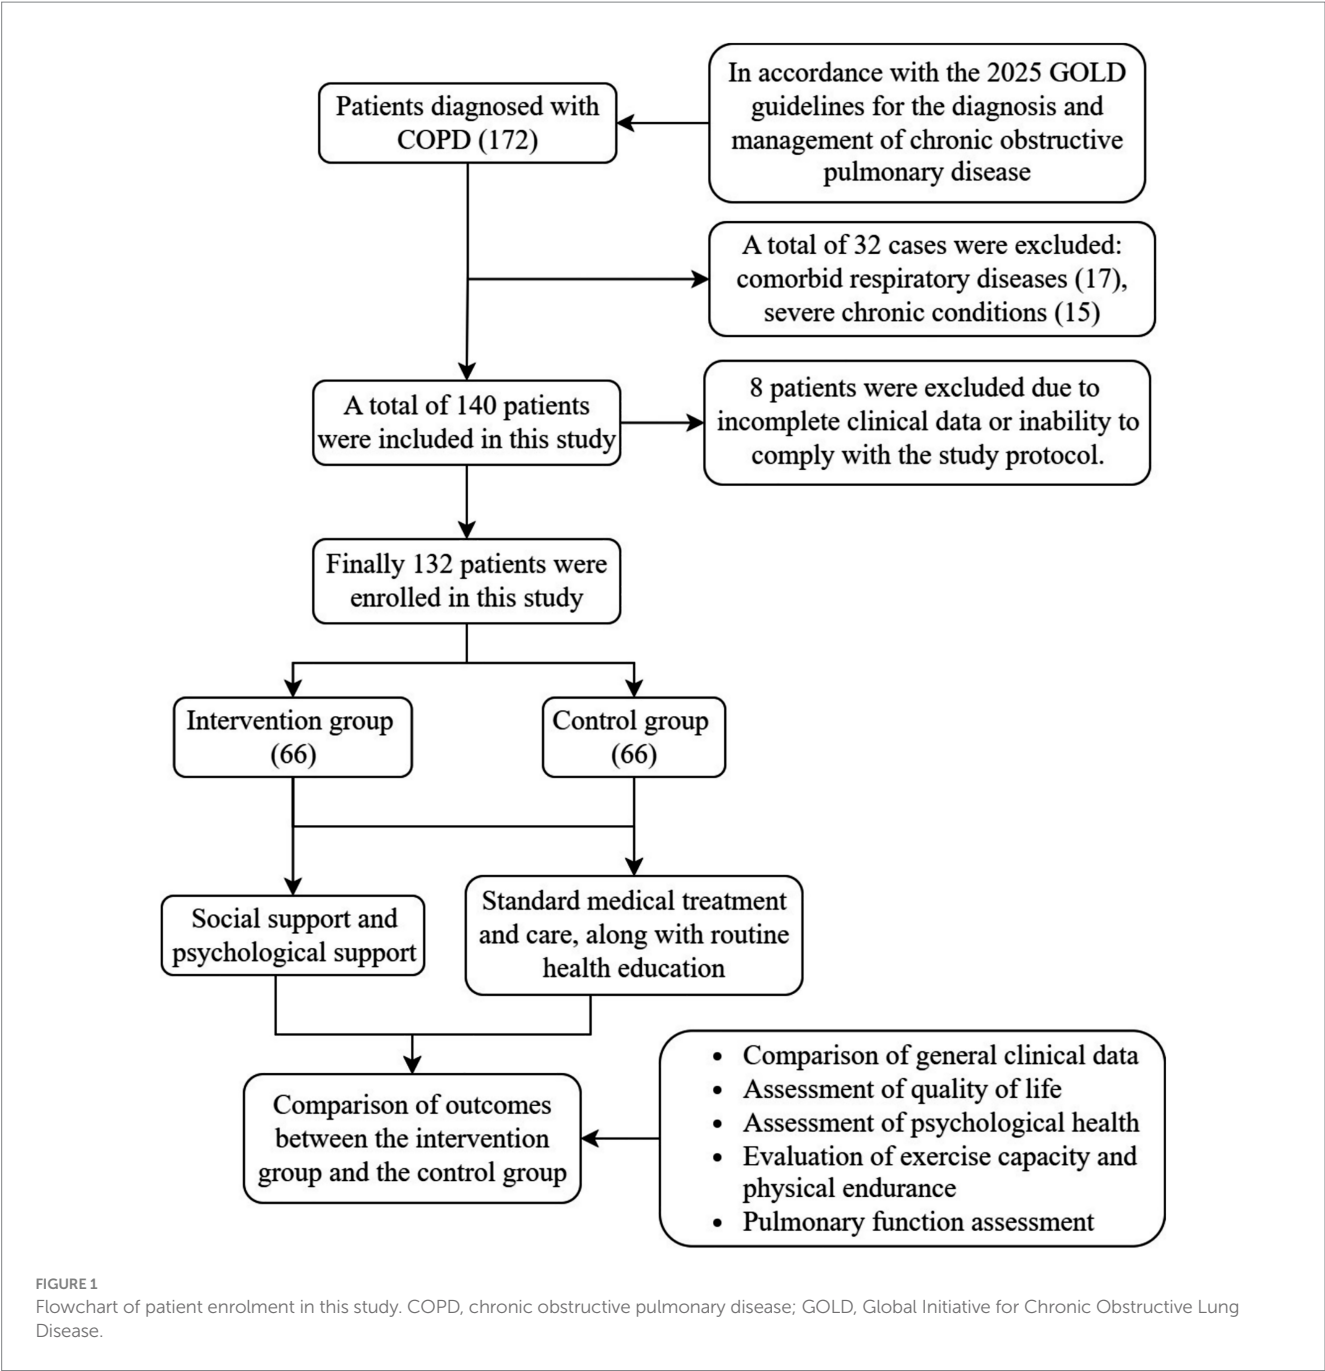 Patients diagnosed with
COPD (172)
In accordance with the 2025 GOLD
guidelines for the diagnosis and
management of chronic obstructive
pulmonary disease
A total of 32 cases were excluded:
comorbid respiratory diseases (17),
severe chronic conditions (15)
A total of 140 patients
were included in this study
8 patients were excluded due to
incomplete clinical data or inability to
comply with the study protocol.
Finally 132 patients were
enrolled in this study
Intervention group
(66)
Control group
(66)
Social support and
psychological support
Standard medical treatment
and care, along with routine
health education
Comparison of outcomes
between the intervention
group and the control group
• Comparison of general clinical data
• Assessment of quality of life
• Assessment of psychological health
• Evaluation of exercise capacity and
physical endurance
• Pulmonary function assessment
FIGURE 1
Flowchart of patient enrolment in this study. COPD, chronic obstructive pulmonary disease; GOLD, Global Initiative for Chronic Obstructive Lung
Disease.